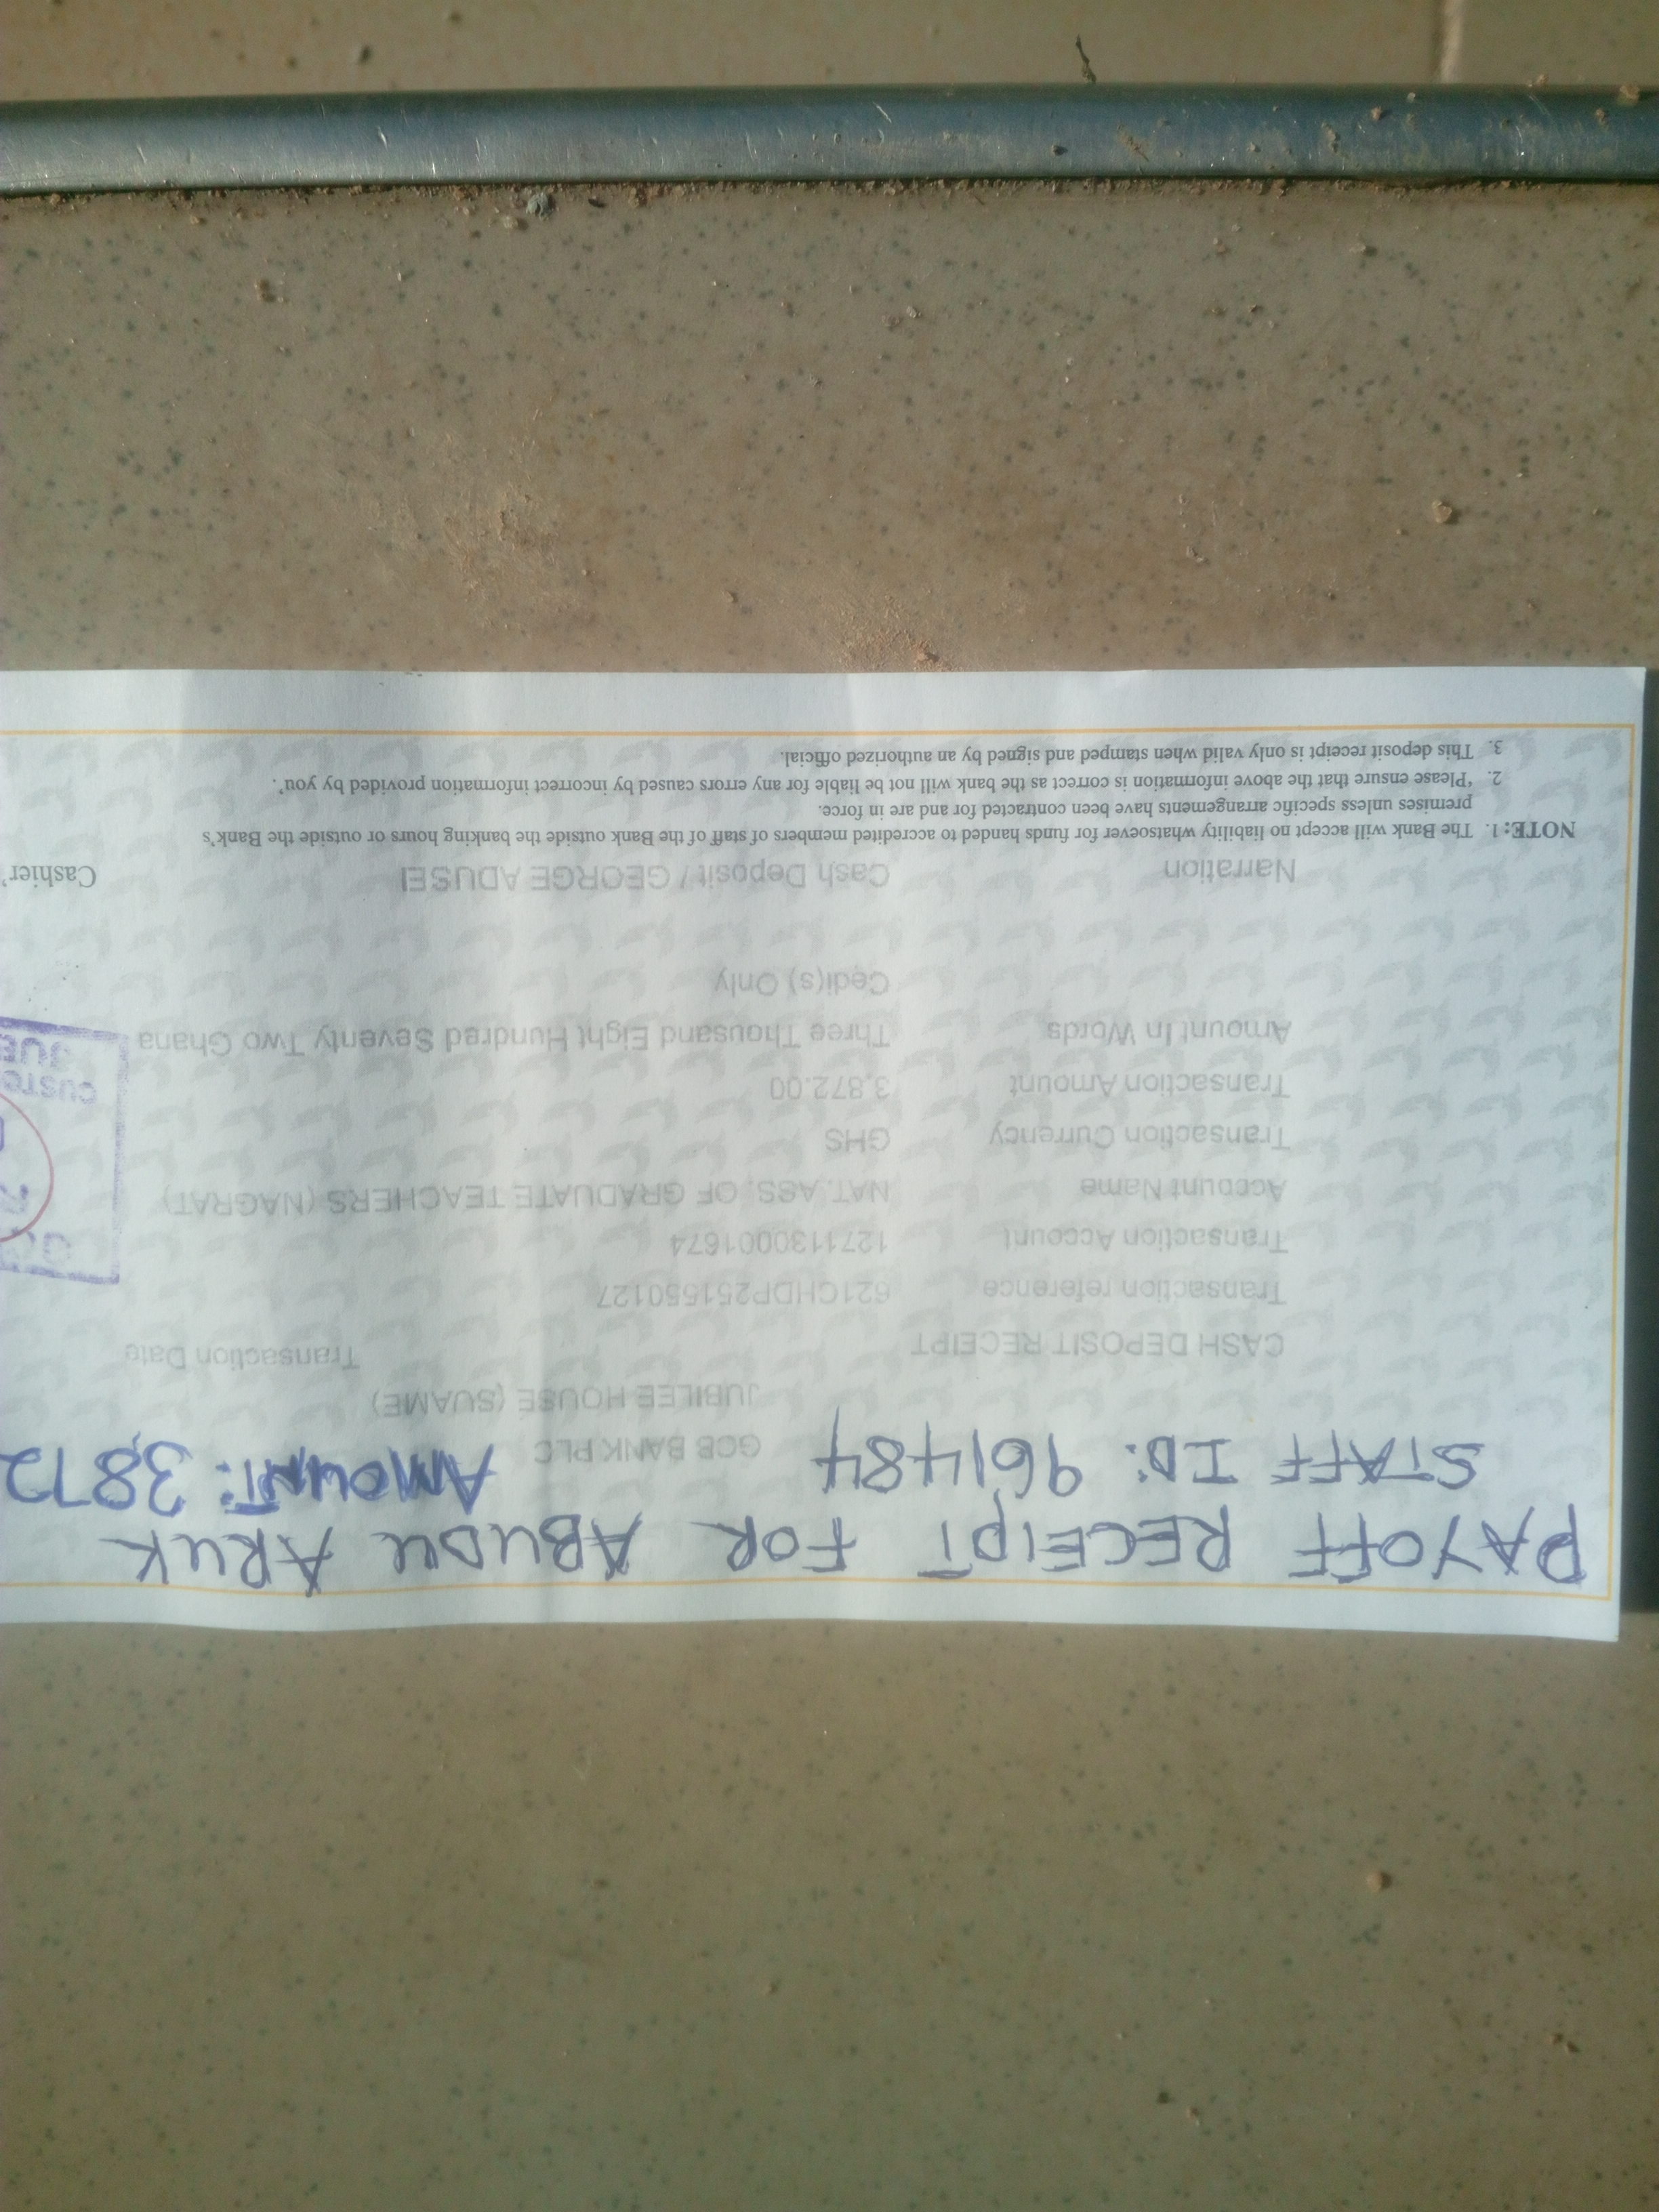 PAYOFF RECEIPT FOR ABUDU ARUK
STAFF ID: 961484 AMOUNT: 3,872
GCB BANK PLC
JUBILEE HOUSE (SUAME)
CASH DEPOSIT RECEIPT Transaction Date
Transaction reference 621CHDP251550127
Transaction Account 1271130001674
Account Name NAT. ASS. OF GRADUATE TEACHERS (NAGRAT)
Transaction Currency GHS
Transaction Amount 3,872.00
Amount In Words Three Thousand Eight Hundred Seventy Two Ghana
Cedi(s) Only
Narration Cash Deposit / GEORGE ADUSEI
Cashier'
NOTE: 1. The Bank will accept no liability whatsoever for funds handed to accredited members of staff of the Bank outside the banking hours or outside the Bank's
premises unless specific arrangements have been contracted for and are in force.
2. 'Please ensure that the above information is correct as the bank will not be liable for any errors caused by incorrect information provided by you'.
3. This deposit receipt is only valid when stamped and signed by an authorized official.